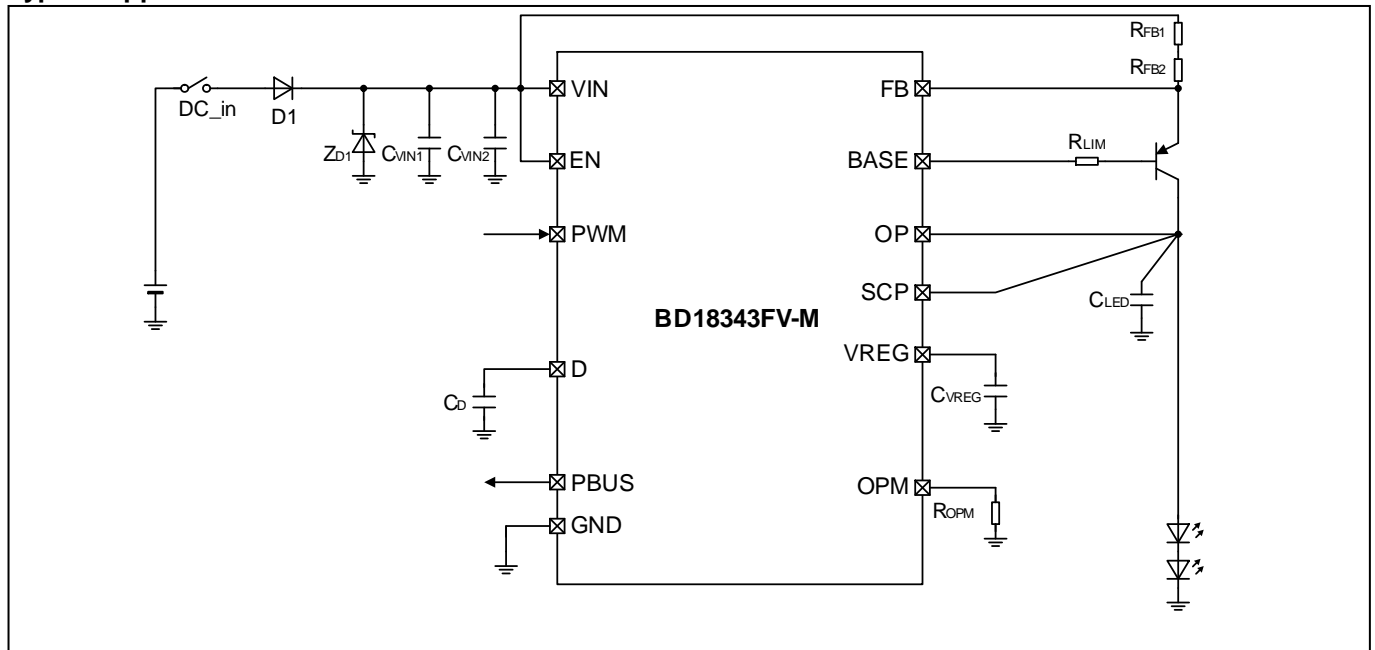 RFB1
RFB2
DC_in
D1
ZD1
CVIN1
CVIN2
VIN
EN
PWM
D
CD
PBUS
GND
BD18343FV-M
FB
BASE
OP
SCP
VREG
OPM
RLIM
CLED
CVREG
ROPM